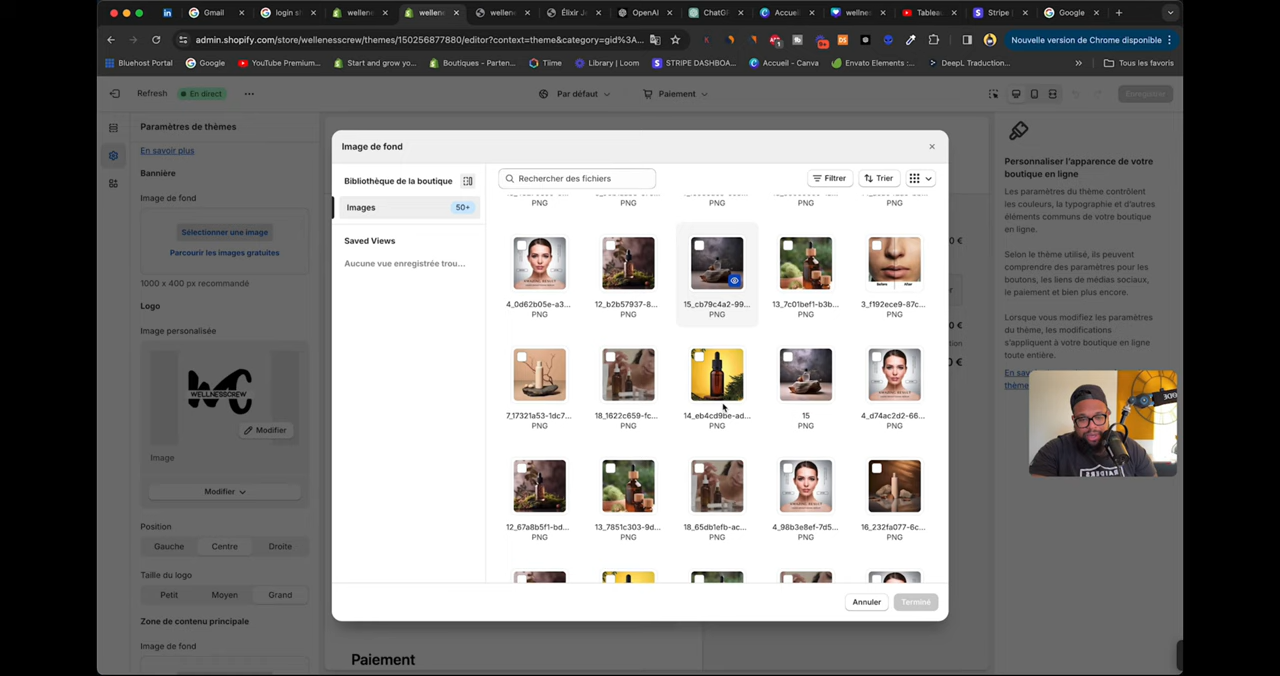 Gmail
login s
wellene
wellene
wellene
Élixir Je
OpenAI
ChatG
Accuei
wellne
Tablea
Stripe
Google
admin.shopify.com/store/wellnesscrew/themes/150256877880/editor?context=theme&category=gid%3A...
Nouvelle version de Chrome disponible
Bluehost Portal
Google
YouTube Premium...
Start and grow yo...
Boutiques – Parten...
Tiime
Library | Loom
STRIPE DASHBOA...
Accueil - Canva
Envato Elements :...
DeepL Traduction...
Tous les favoris
Refresh
En direct
Par défaut
Paiement
Enregistrer
Paramètres de thèmes
En savoir plus
Bannière
Image de fond
Sélectionner une image
Parcourir les images gratuites
1000 x 400 px recommandé
Logo
Image personalisée
WELLNESSCREW
Modifier
Image
Modifier
Position
Gauche
Centre
Droite
Taille du logo
Petit
Moyen
Grand
Zone de contenu principale
Image de fond
Image de fond
Bibliothèque de la boutique
Images
50+
Saved Views
Aucune vue enregistrée trou...
Rechercher des fichiers
Filtrer
Trier
PNG
PNG
PNG
PNG
PNG
4_0d62b05e-a3...
PNG
12_b2b57937-8...
PNG
15_cb79c4a2-99...
PNG
13_7c01bef1-b3b...
PNG
3_f192ece9-87c...
PNG
7_17321a53-1dc7...
PNG
18_1622c659-fc...
PNG
14_eb4cd9be-ad...
PNG
15
PNG
4_d74ac2d2-66...
PNG
12_67a8b5f1-bd...
PNG
13_7851c303-9d...
PNG
18_65db1efb-ac...
PNG
4_98b3e8ef-7d5...
PNG
16_232fa077-6c...
PNG
Annuler
Terminé
Paiement
Personnaliser l'apparence de votre
boutique en ligne
Les paramètres du thème contrôlent
les couleurs, la typographie et d'autres
éléments communs de votre boutique
en ligne.
Selon le thème utilisé, ils peuvent
comprendre des paramètres pour les
boutons, les liens de médias sociaux,
le paiement et bien plus encore.
Lorsque vous modifiez les paramètres
du thème, les modifications
s'appliquent à votre boutique en ligne
toute entière.
RAIDERS